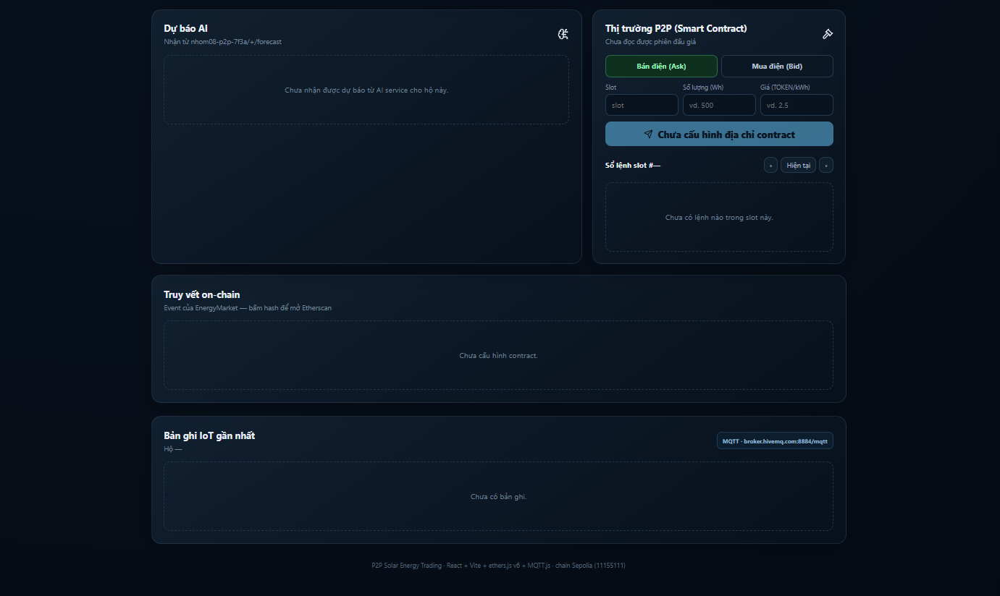 Dự báo AI
Nhận từ nhom08-p2p-7f3a/+/forecast
Chưa nhận được dự báo từ AI service cho hộ này.
Thị trường P2P (Smart Contract)
Chưa đọc được phiên đấu giá
Bán điện (Ask)
Mua điện (Bid)
Slot
Số lượng (Wh)
Giá (TOKEN/kWh)
slot
vd. 500
vd. 2.5
Chưa cấu hình địa chỉ contract
Sổ lệnh slot #—
‹
Hiện tại
›
Chưa có lệnh nào trong slot này.
Truy vết on-chain
Event của EnergyMarket — bấm hash để mở Etherscan
Chưa cấu hình contract.
Bản ghi IoT gần nhất
Hộ —
MQTT · broker.hivemq.com:8884/mqtt
Chưa có bản ghi.
P2P Solar Energy Trading · React + Vite + ethers.js v6 + MQTT.js · chain Sepolia (11155111)